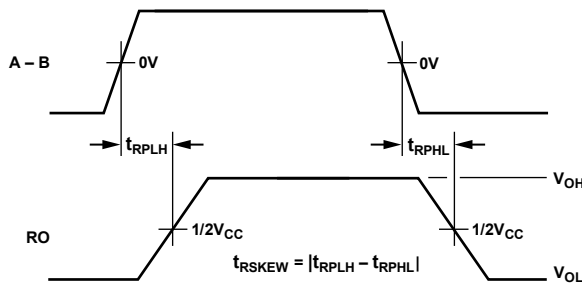 A – B
0V
0V
tRPLH
tRPHL
VOH
RO
1/2VCC
1/2VCC
tRSKEW = |tRPLH – tRPHL|
VOL